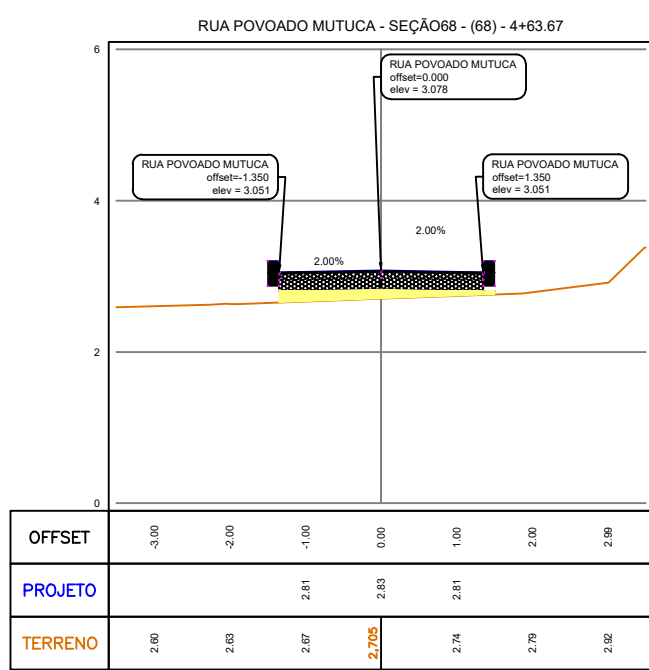 RUA POVOADO MUTUCA - SEÇÃO68 - (68) - 4+63.67
6
RUA POVOADO MUTUCA
offset=0.000
elev = 3.078
RUA POVOADO MUTUCA
offset=-1.350
elev = 3.051
RUA POVOADO MUTUCA
offset=1.350
elev = 3.051
4
2.00%
2.00%
2
0
OFFSET -3.00 -2.00 -1.00 0.00 1.00 2.00 2.99
PROJETO 2.81 2.83 2.81
TERRENO 2.60 2.63 2.67 2,705 2.74 2.79 2.92